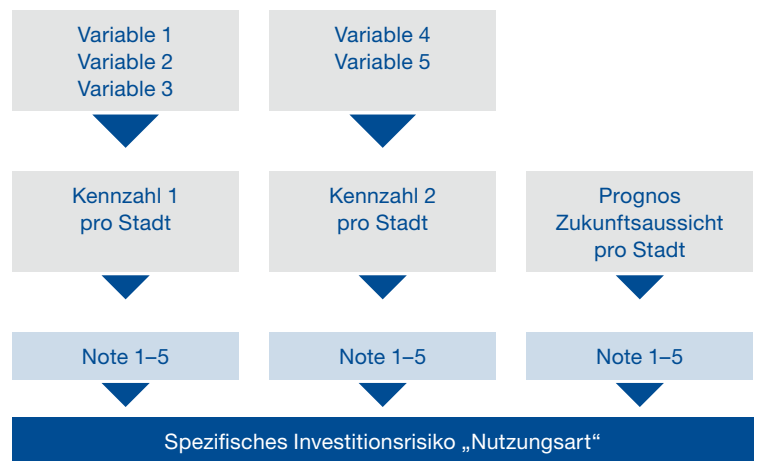 Variable 1
Variable 2
Variable 3
Variable 4
Variable 5
Kennzahl 1
pro Stadt
Kennzahl 2
pro Stadt
Prognos
Zukunftsaussicht
pro Stadt
Note 1–5
Note 1–5
Note 1–5
Spezifisches Investitionsrisiko „Nutzungsart“